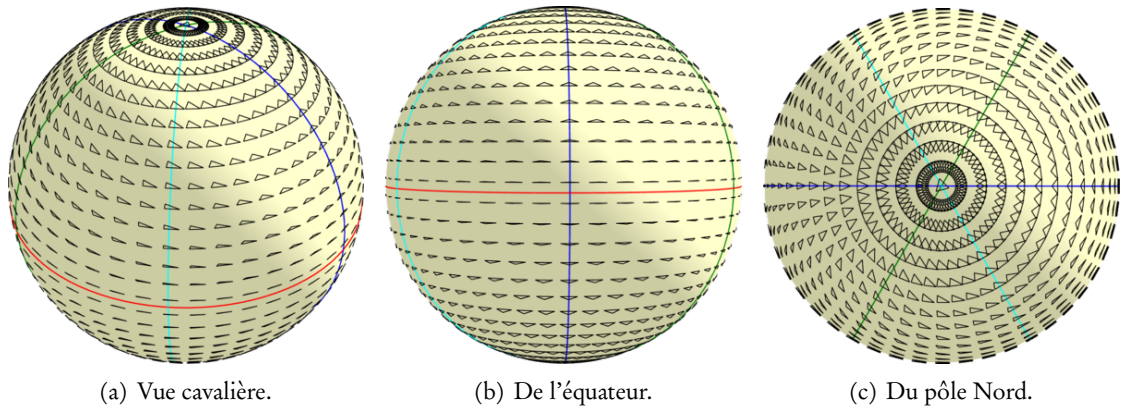 (a) Vue cavalière.
(b) De l'équateur.
(c) Du pôle Nord.